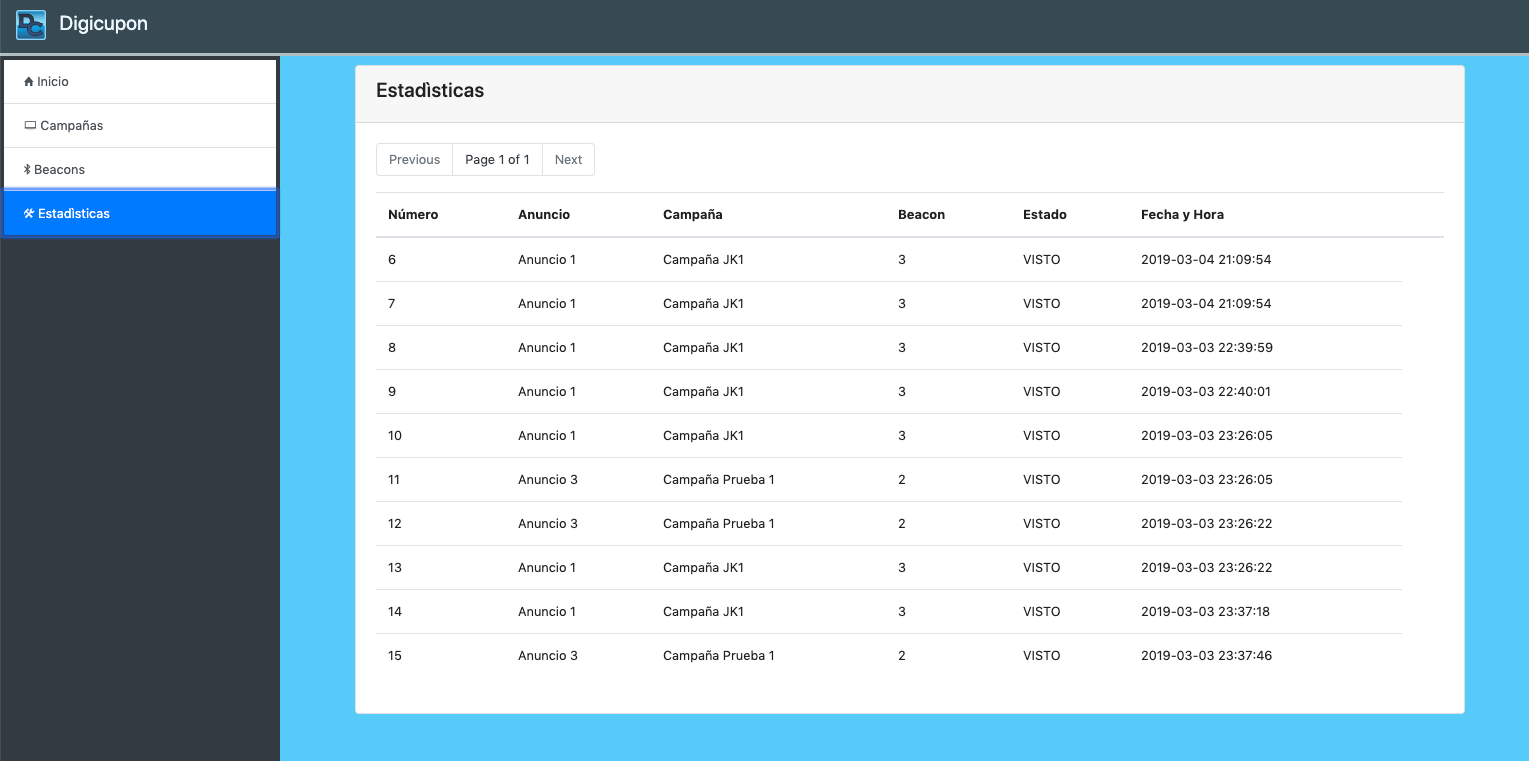 Digicupon
Inicio
Campañas
Beacons
Estadìsticas
Estadìsticas
Previous Page 1 of 1 Next
Número Anuncio Campaña Beacon Estado Fecha y Hora
6 Anuncio 1 Campaña JK1 3 VISTO 2019-03-04 21:09:54
7 Anuncio 1 Campaña JK1 3 VISTO 2019-03-04 21:09:54
8 Anuncio 1 Campaña JK1 3 VISTO 2019-03-03 22:39:59
9 Anuncio 1 Campaña JK1 3 VISTO 2019-03-03 22:40:01
10 Anuncio 1 Campaña JK1 3 VISTO 2019-03-03 23:26:05
11 Anuncio 3 Campaña Prueba 1 2 VISTO 2019-03-03 23:26:05
12 Anuncio 3 Campaña Prueba 1 2 VISTO 2019-03-03 23:26:22
13 Anuncio 1 Campaña JK1 3 VISTO 2019-03-03 23:26:22
14 Anuncio 1 Campaña JK1 3 VISTO 2019-03-03 23:37:18
15 Anuncio 3 Campaña Prueba 1 2 VISTO 2019-03-03 23:37:46